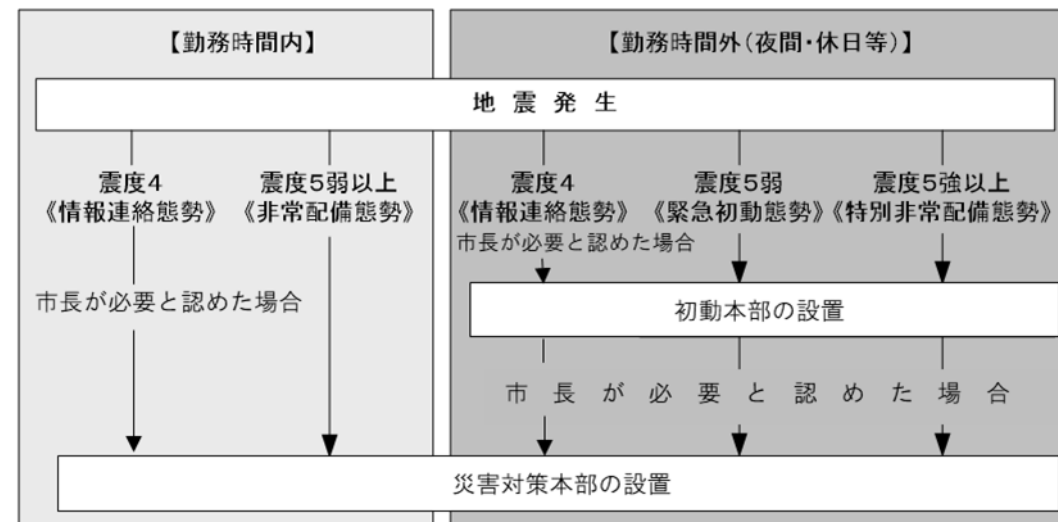 【勤務時間内】
【勤務時間外(夜間・休日等)】
地震発生
震度4
《情報連絡態勢》
震度5弱以上
《非常配備態勢》
震度4
《情報連絡態勢》
市長が必要と認めた場合
震度5弱
《緊急初動態勢》
震度5強以上
《特別非常配備態勢》
市長が必要と認めた場合
初動本部の設置
市長が必要と認めた場合
災害対策本部の設置